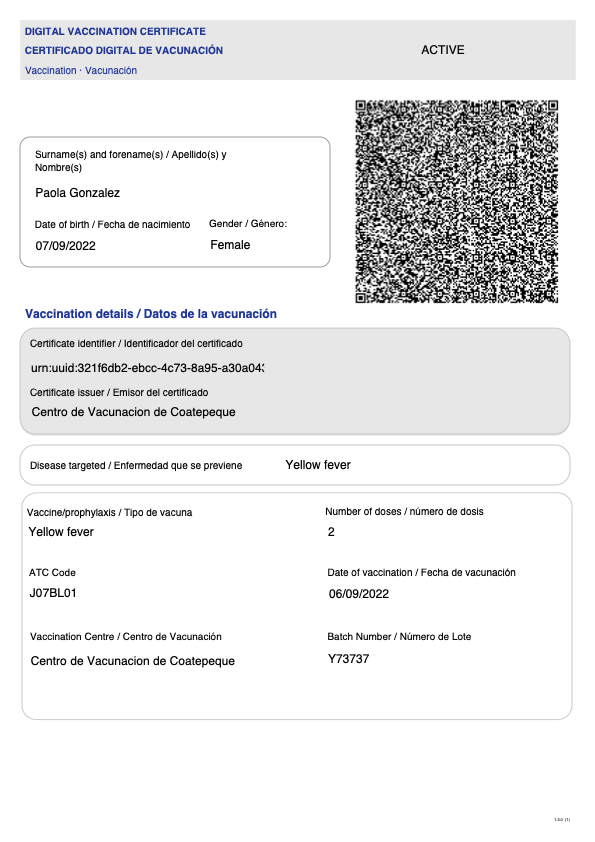 DIGITAL VACCINATION CERTIFICATE
CERTIFICADO DIGITAL DE VACUNACIÓN
ACTIVE
Vaccination · Vacunación
Surname(s) and forename(s) / Apellido(s) y
Nombre(s)
Paola Gonzalez
Date of birth / Fecha de nacimiento
Gender / Género:
07/09/2022
Female
Vaccination details / Datos de la vacunación
Certificate identifier / Identificador del certificado
urn:uuid:321f6db2-ebcc-4c73-8a95-a30a04
Certificate issuer / Emisor del certificado
Centro de Vacunacion de Coatepeque
Disease targeted / Enfermedad que se previene
Yellow fever
Vaccine/prophylaxis / Tipo de vacuna
Number of doses / número de dosis
Yellow fever
2
ATC Code
Date of vaccination / Fecha de vacunación
J07BL01
06/09/2022
Vaccination Centre / Centro de Vacunación
Batch Number / Número de Lote
Centro de Vacunacion de Coatepeque
Y73737